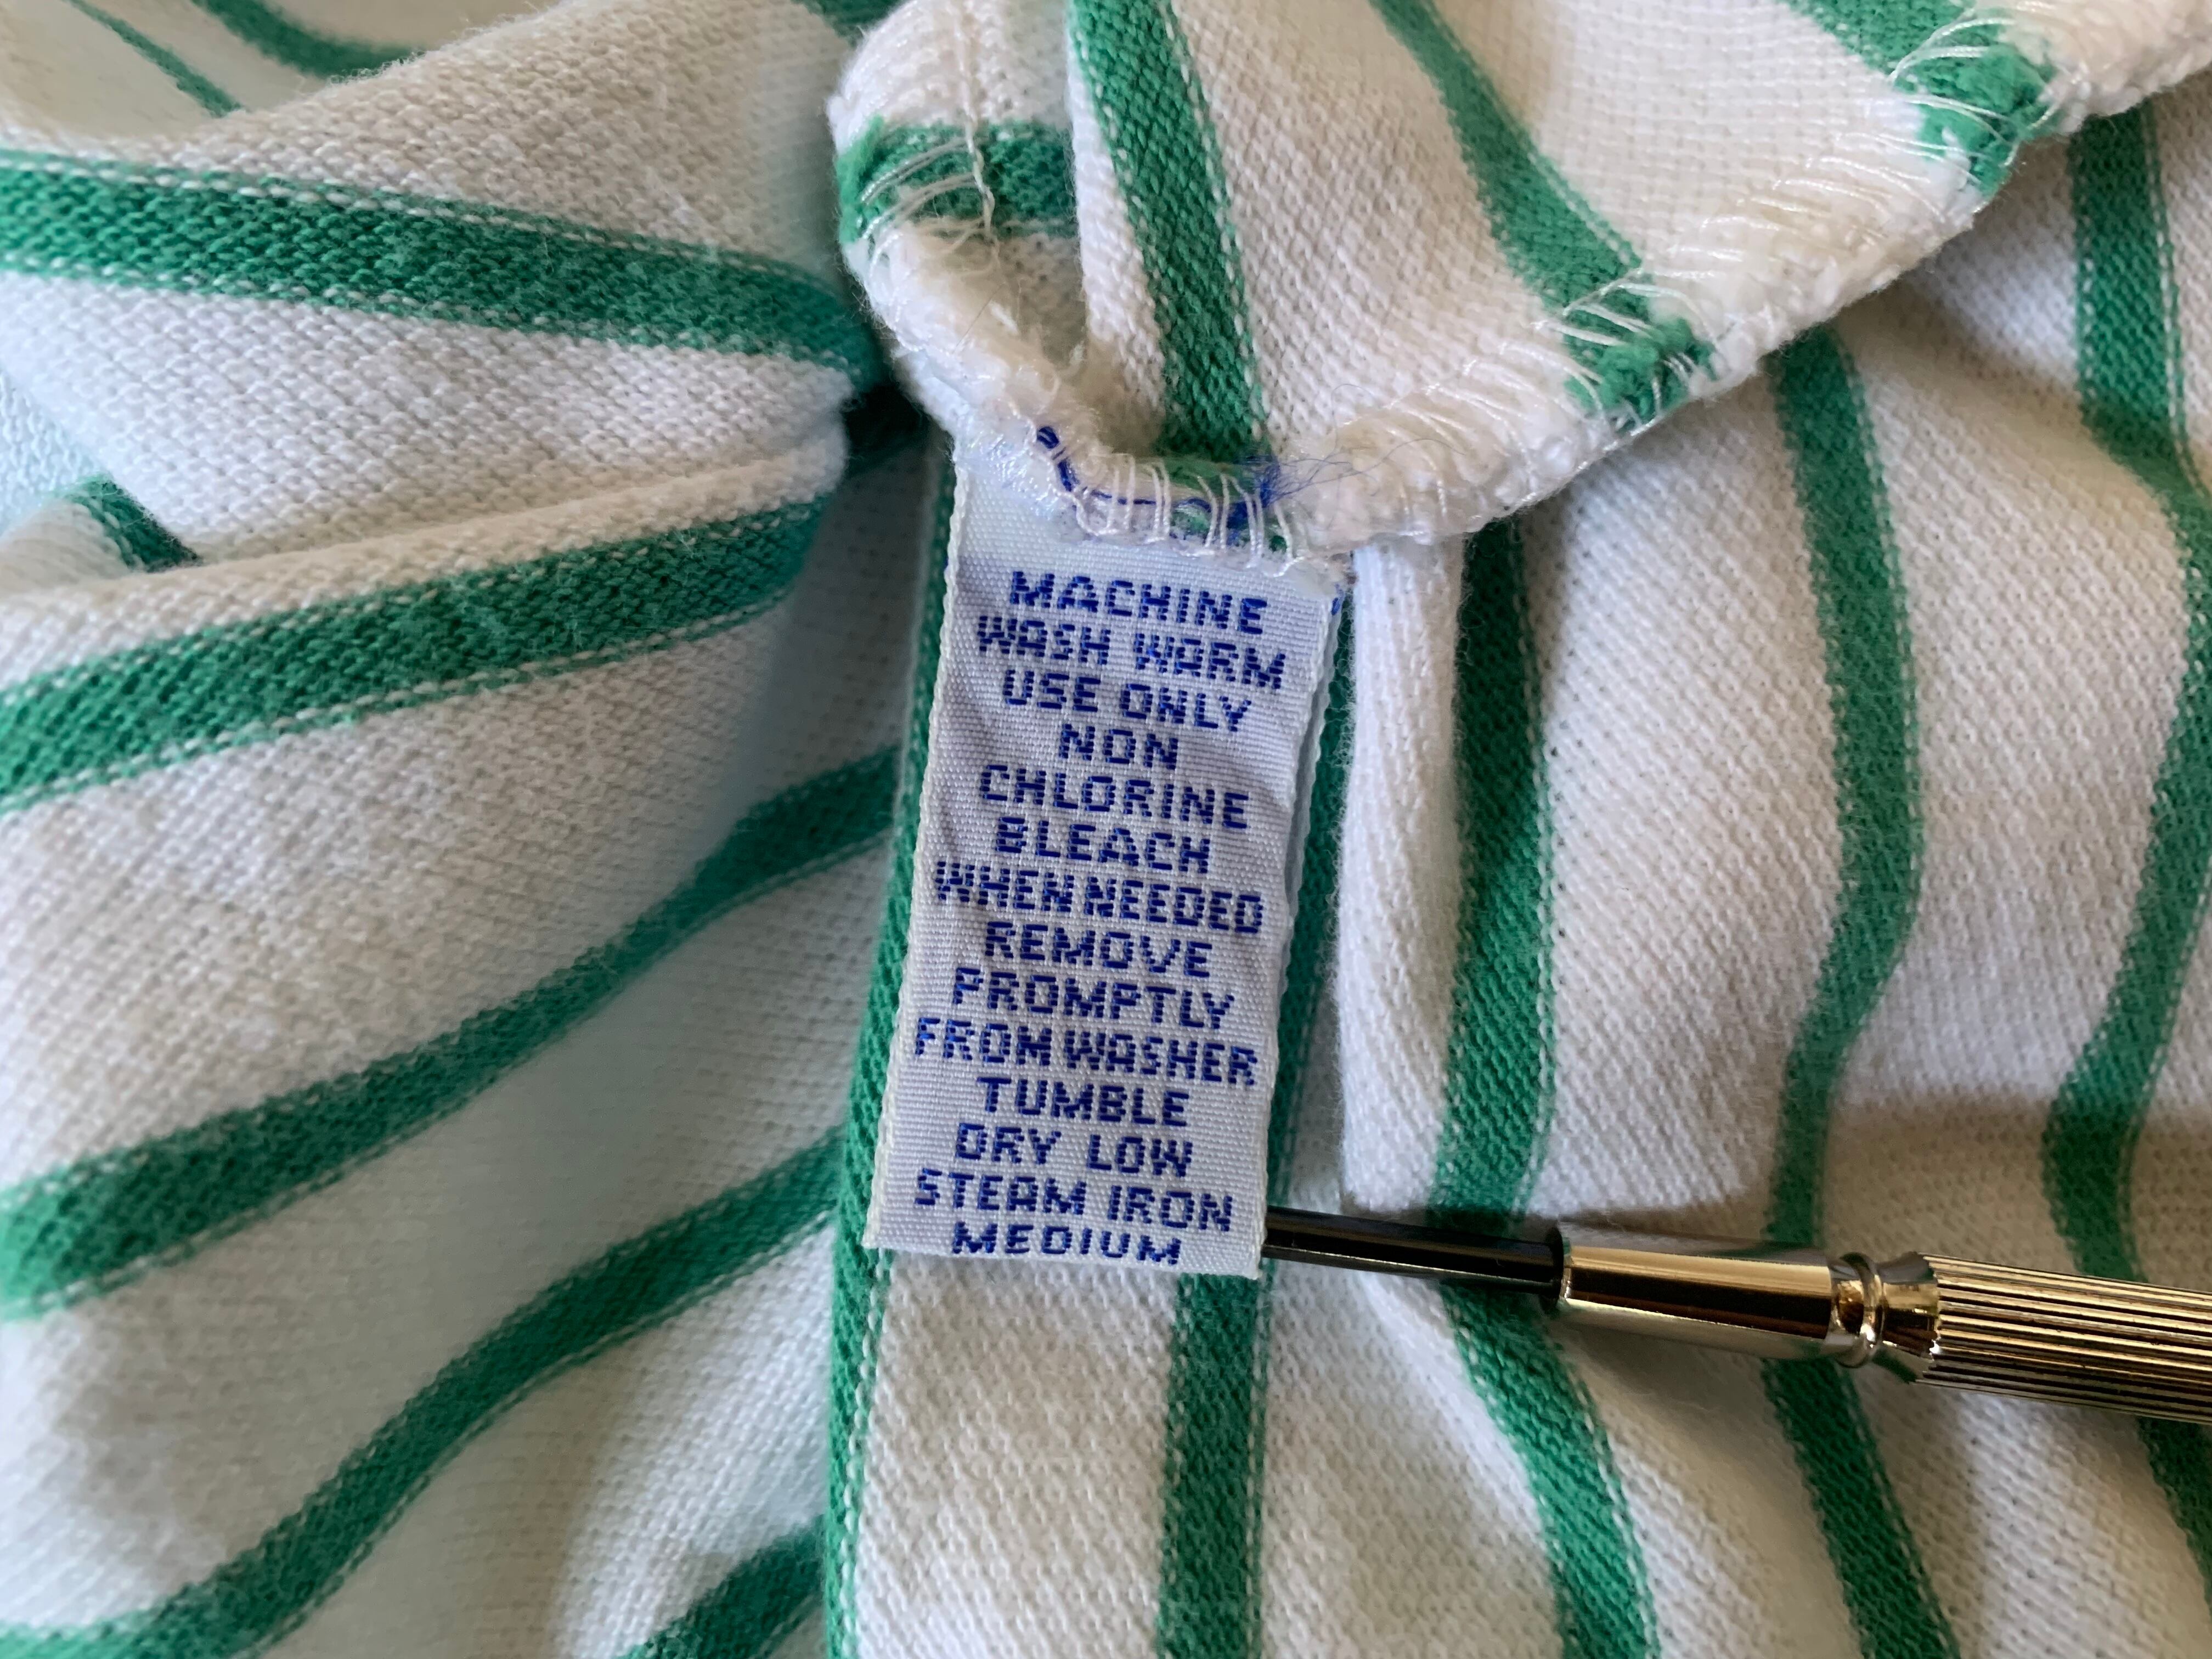 MACHINE
WASH WARM
USE ONLY
NON
CHLORINE
BLEACH
WHEN NEEDED
REMOVE
PROMPTLY
FROM WASHER
TUMBLE
DRY LOW
STEAM IRON
MEDIUM